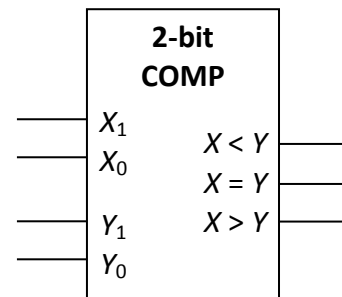 2-bit
COMP
X₁
X₀
X < Y
X = Y
Y₁
X > Y
Y₀